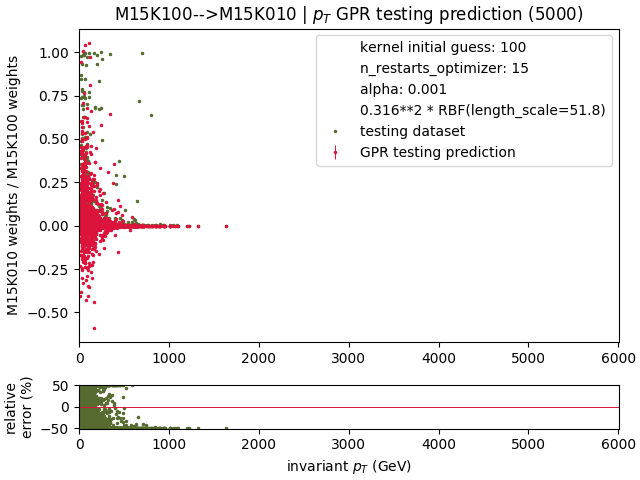 M15K100-->M15K010 | p_T GPR testing prediction (5000)
M15K010 weights / M15K100 weights
1.00
0.75
0.50
0.25
0.00
−0.25
−0.50
kernel initial guess: 100
n_restarts_optimizer: 15
alpha: 0.001
0.316**2 * RBF(length_scale=51.8)
testing dataset
GPR testing prediction
0 1000 2000 3000 4000 5000 6000
relative
error (%)
50
0
−50
0 1000 2000 3000 4000 5000 6000
invariant p_T (GeV)